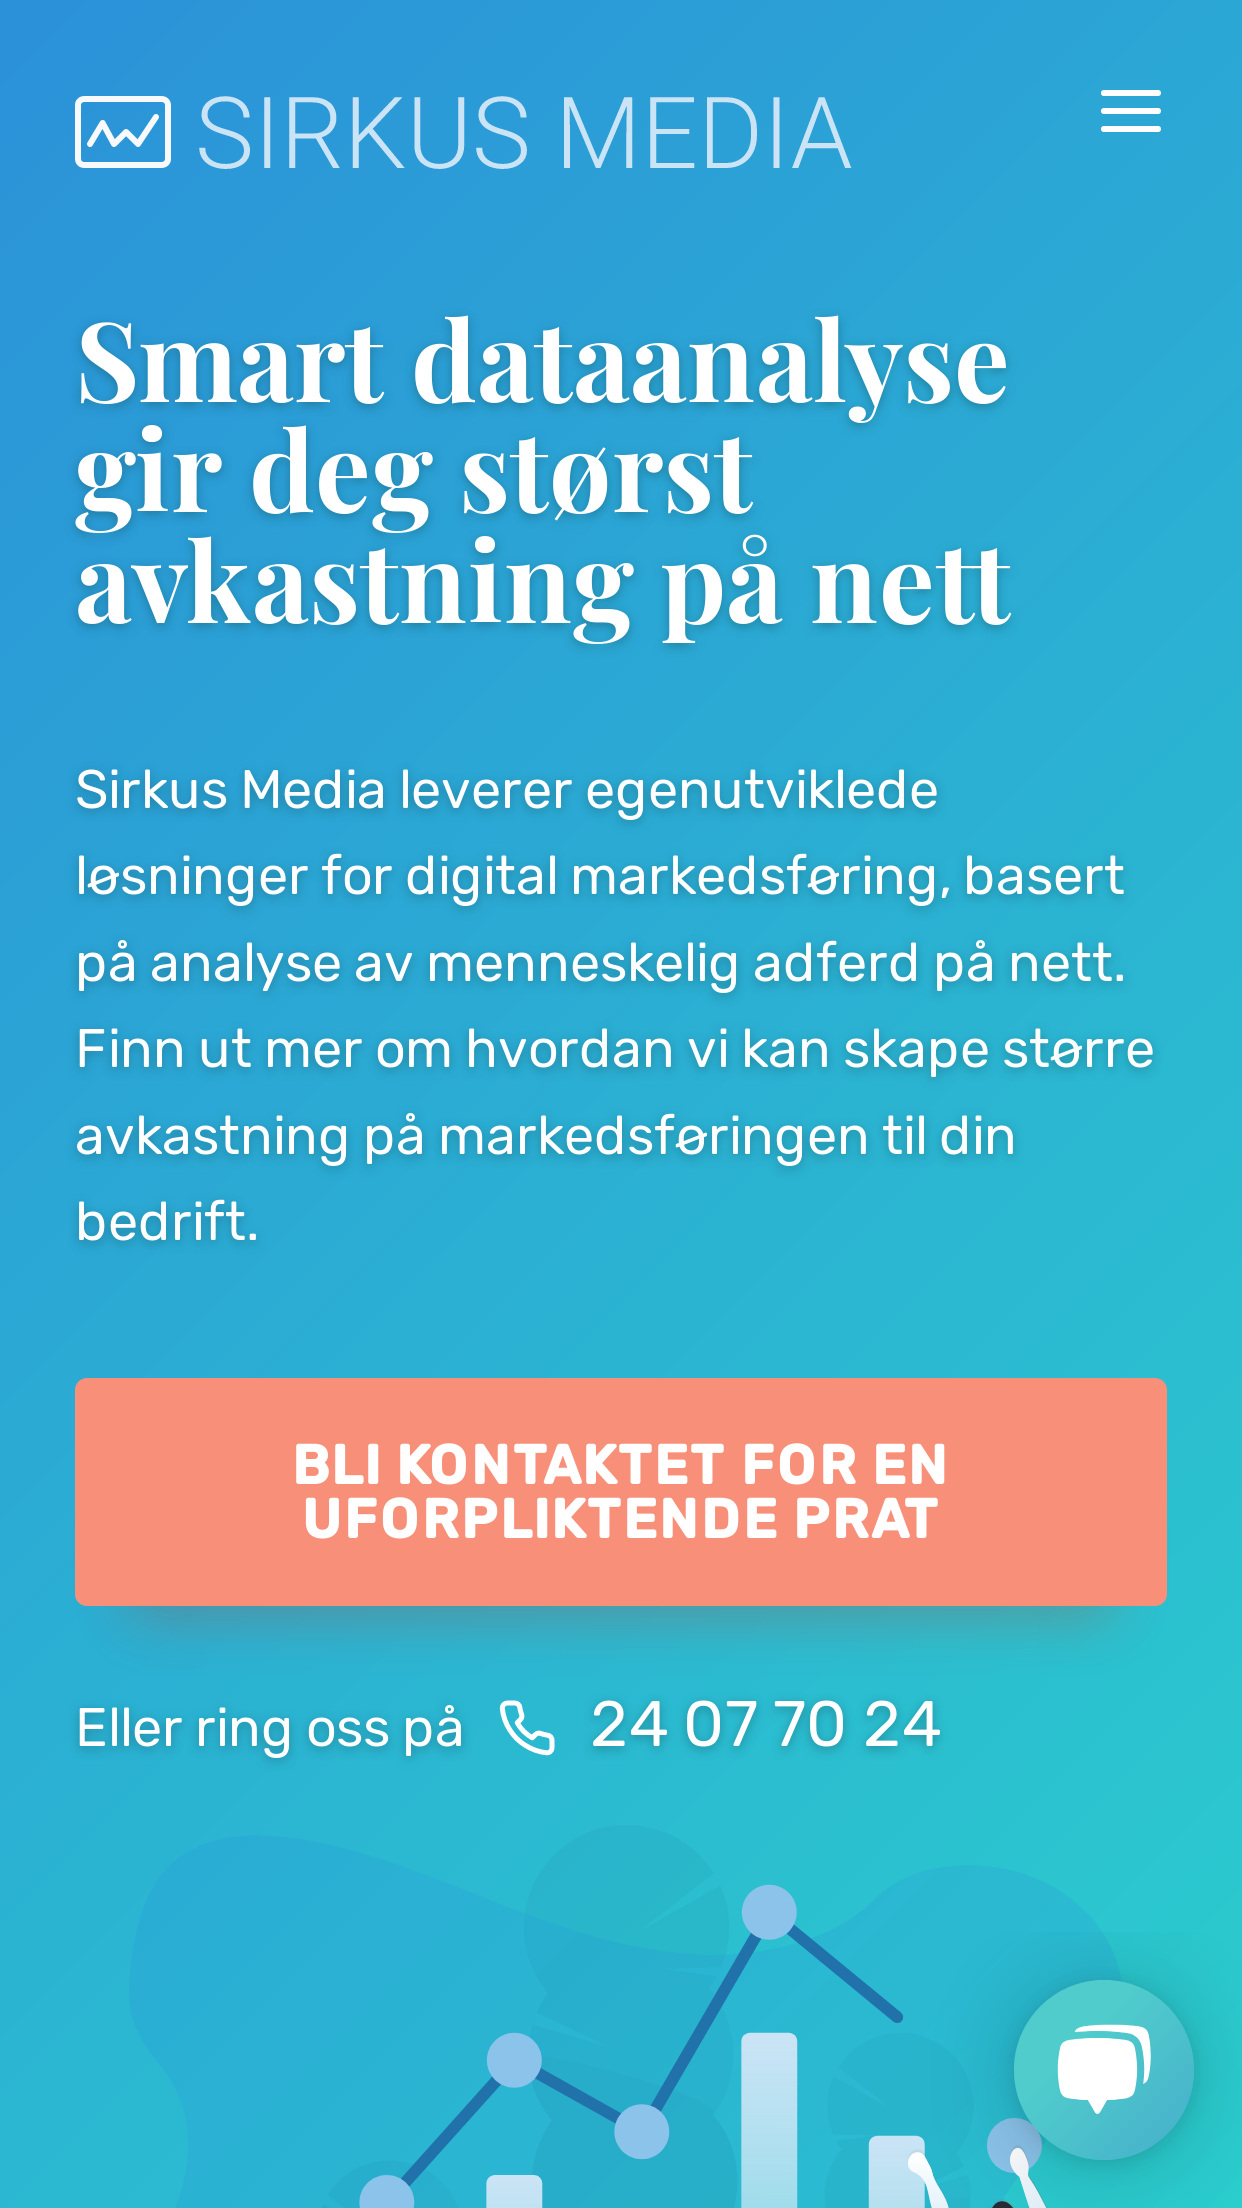 SIRKUS MEDIA
Smart dataanalyse
gir deg størst
avkastning på nett
Sirkus Media leverer egenutviklede
løsninger for digital markedsføring, basert
på analyse av menneskelig adferd på nett.
Finn ut mer om hvordan vi kan skape større
avkastning på markedsføringen til din
bedrift.
BLI KONTAKTET FOR EN
UFORPLIKTENDE PRAT
Eller ring oss på 24 07 70 24